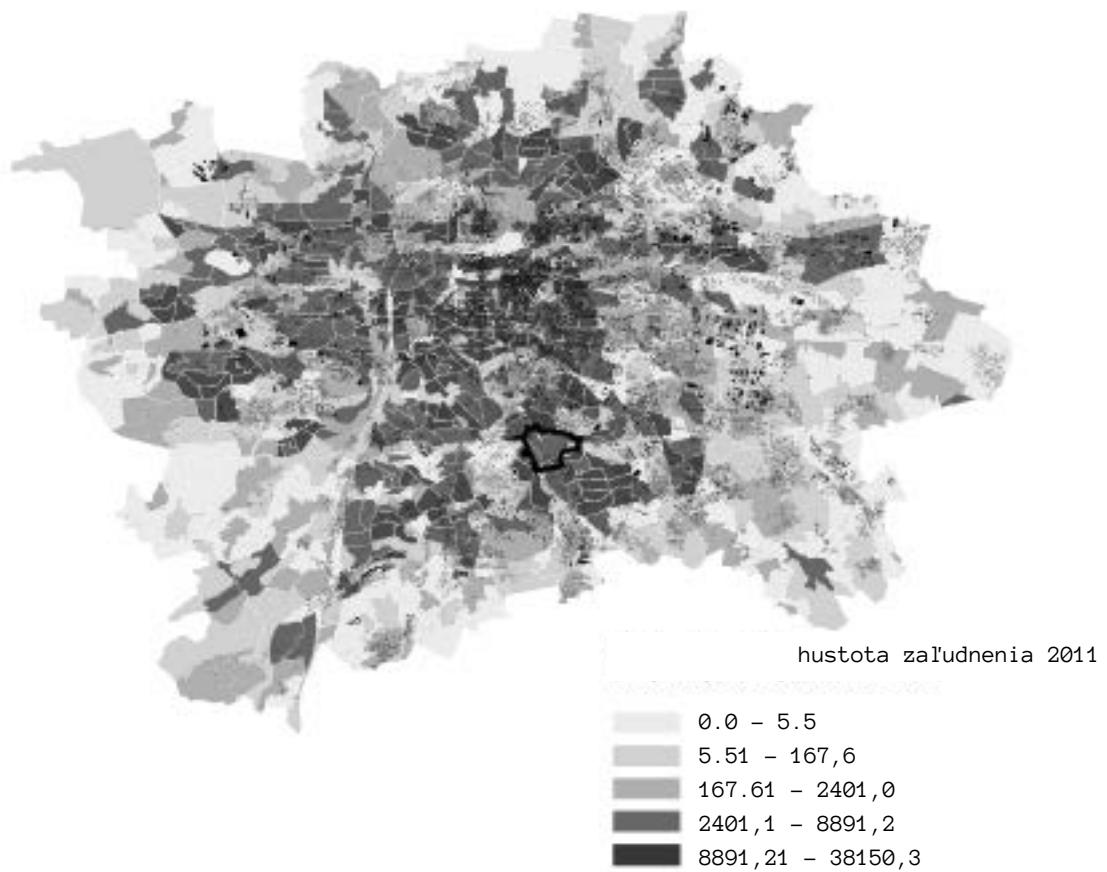 hustota zaľudnenia 2011
0.0 – 5.5
5.51 – 167,6
167.61 – 2401,0
2401,1 – 8891,2
8891,21 – 38150,3